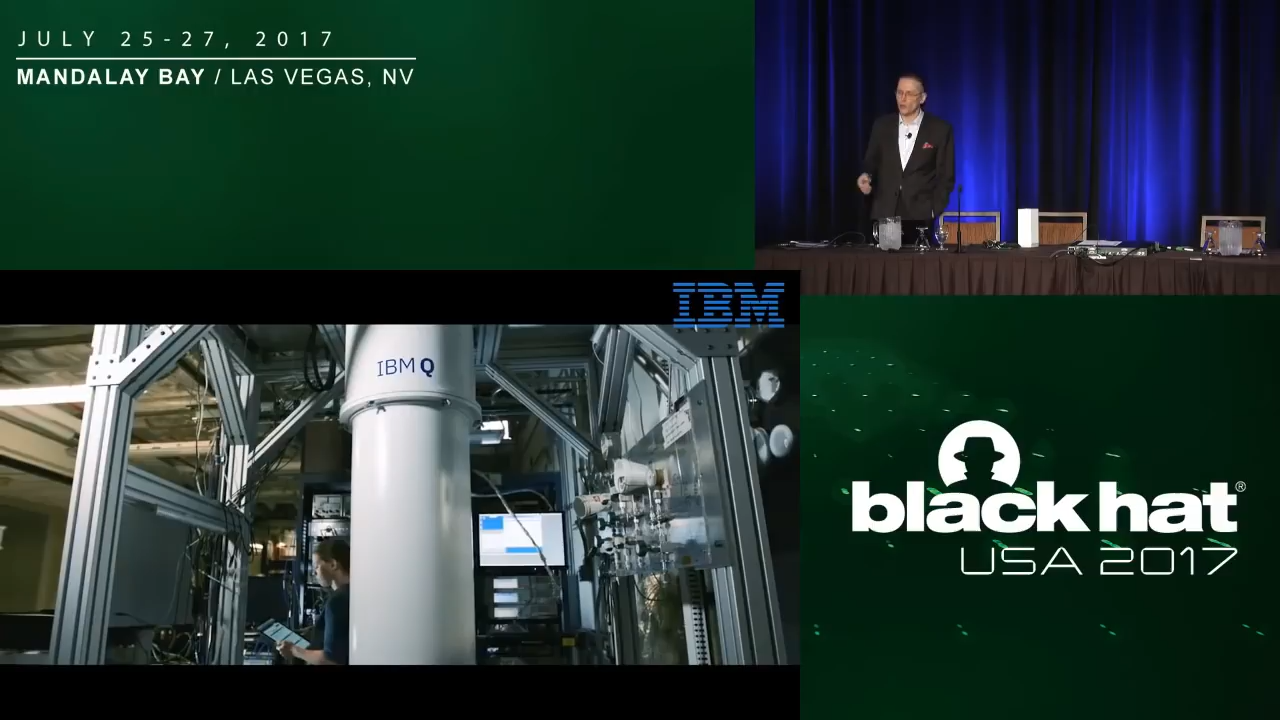 JULY 25-27, 2017
MANDALAY BAY / LAS VEGAS, NV
IBM
IBM Q
black hat®
USA 2017